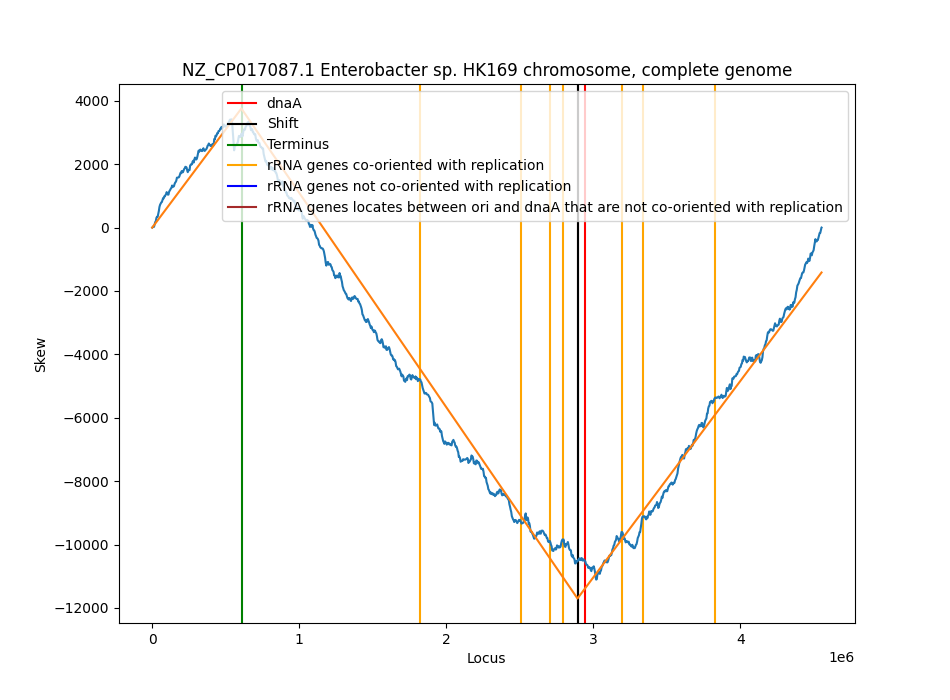 NZ_CP017087.1 Enterobacter sp. HK169 chromosome, complete genome
dnaA
Shift
Terminus
rRNA genes co-oriented with replication
rRNA genes not co-oriented with replication
rRNA genes locates between ori and dnaA that are not co-oriented with replication
4000
2000
0
−2000
−4000
−6000
−8000
−10000
−12000
Skew
0 1 2 3 4
1e6
Locus